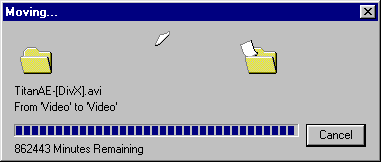 Moving...
TitanAE-[DivX].avi
From 'Video' to 'Video'
Cancel
862443 Minutes Remaining